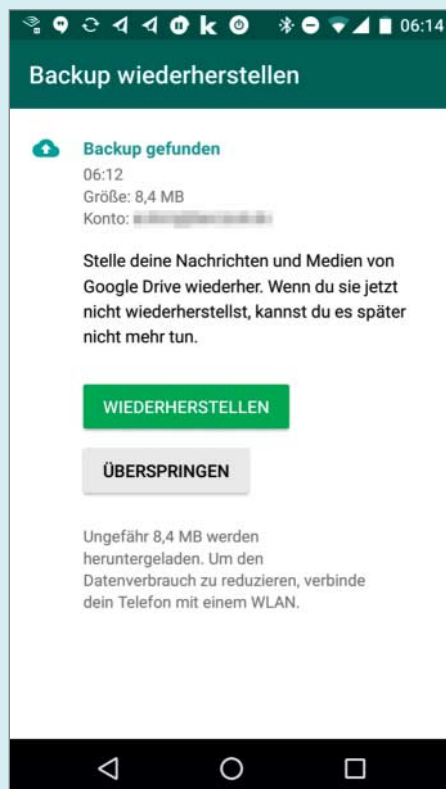 06:14
Backup wiederherstellen
Backup gefunden
06:12
Größe: 8,4 MB
Konto:
Stelle deine Nachrichten und Medien von
Google Drive wiederher. Wenn du sie jetzt
nicht wiederherstellst, kannst du es später
nicht mehr tun.
WIEDERHERSTELLEN
ÜBERSPRINGEN
Ungefähr 8,4 MB werden
heruntergeladen. Um den
Datenverbrauch zu reduzieren, verbinde
dein Telefon mit einem WLAN.